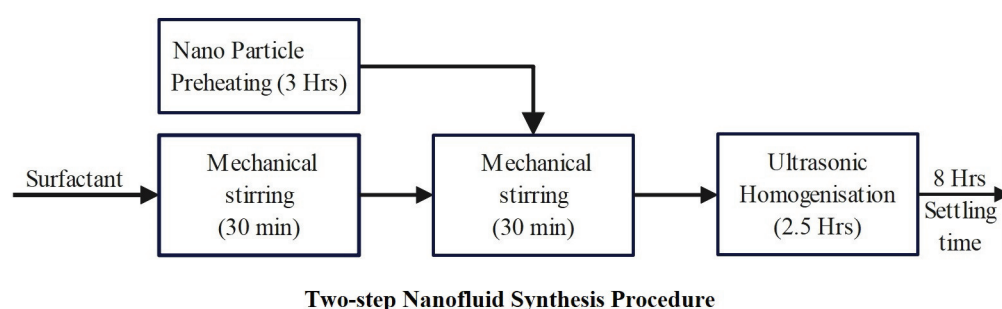 Nano Particle
Preheating (3 Hrs)
Surfactant
Mechanical
stirring
(30 min)
Mechanical
stirring
(30 min)
Ultrasonic
Homogenisation
(2.5 Hrs)
8 Hrs
Settling
time
Two-step Nanofluid Synthesis Procedure